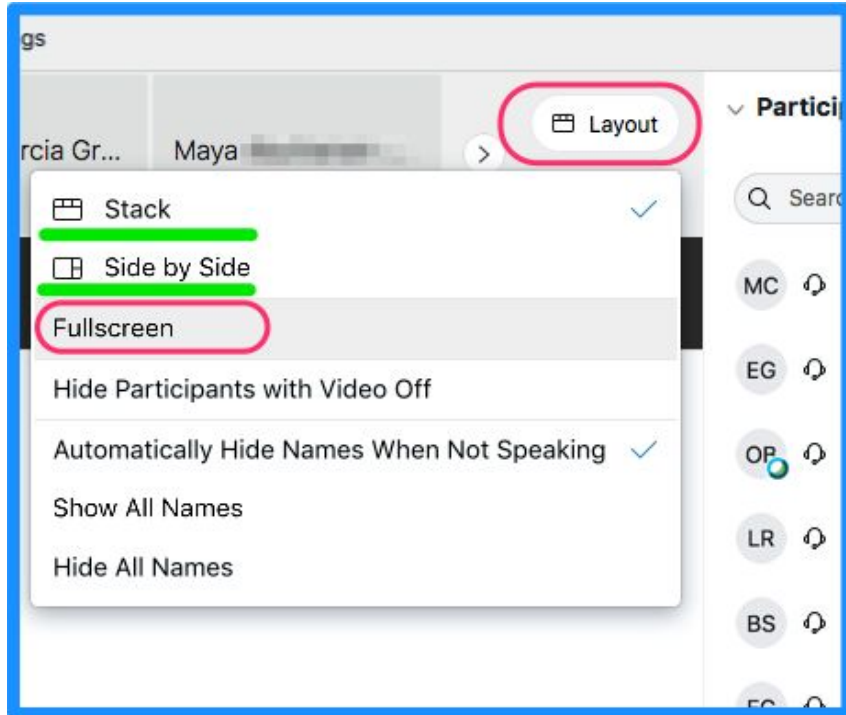 gs
rcia Gr...
Maya
Layout
Partici
Searc
Stack
Side by Side
Fullscreen
Hide Participants with Video Off
Automatically Hide Names When Not Speaking
Show All Names
Hide All Names
MC
EG
OP
LR
BS